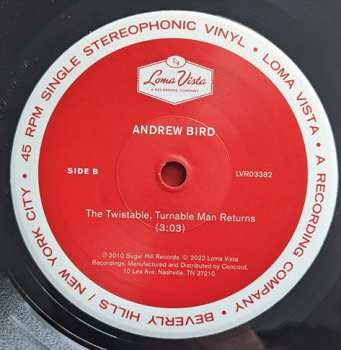 45 RPM SINGLE STEREOPHONIC VINYL • LOMA VISTA • A RECORDING COMPANY • BEVERLY HILLS / NEW YORK CITY •
Loma Vista
A RECORDING COMPANY
ANDREW BIRD
SIDE B
LVR03382
The Twistable, Turnable Man Returns
(3:03)
℗ 2010 Sugar Hill Records. © 2022 Loma Vista
Recordings. Manufactured and Distributed by Concord,
10 Lea Ave, Nashville, TN 37210